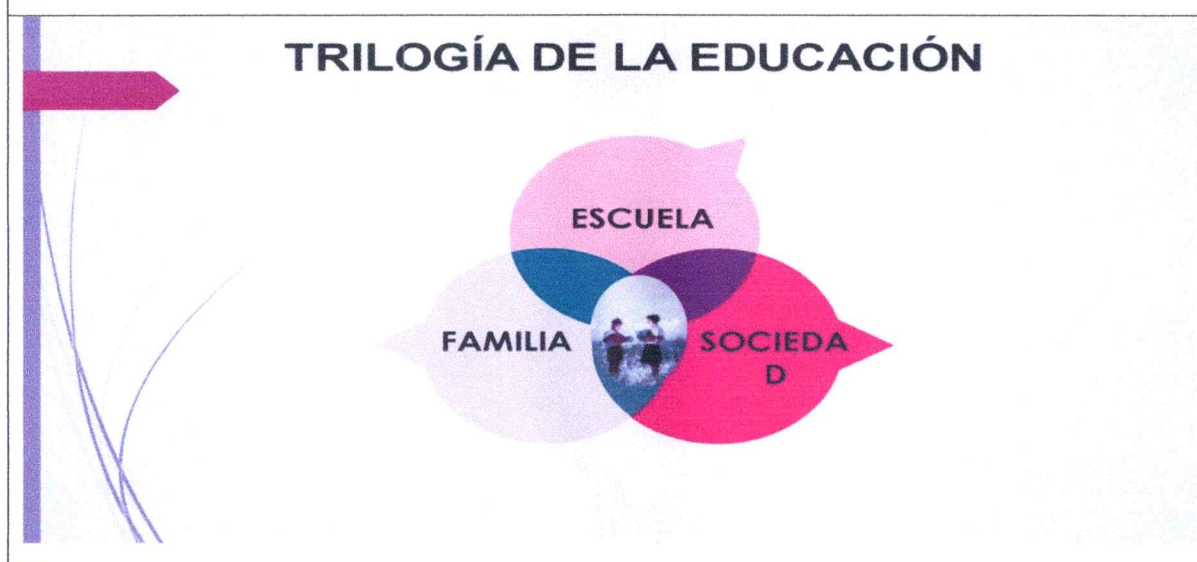 TRILOGÍA DE LA EDUCACIÓN
ESCUELA
FAMILIA
SOCIEDA
D